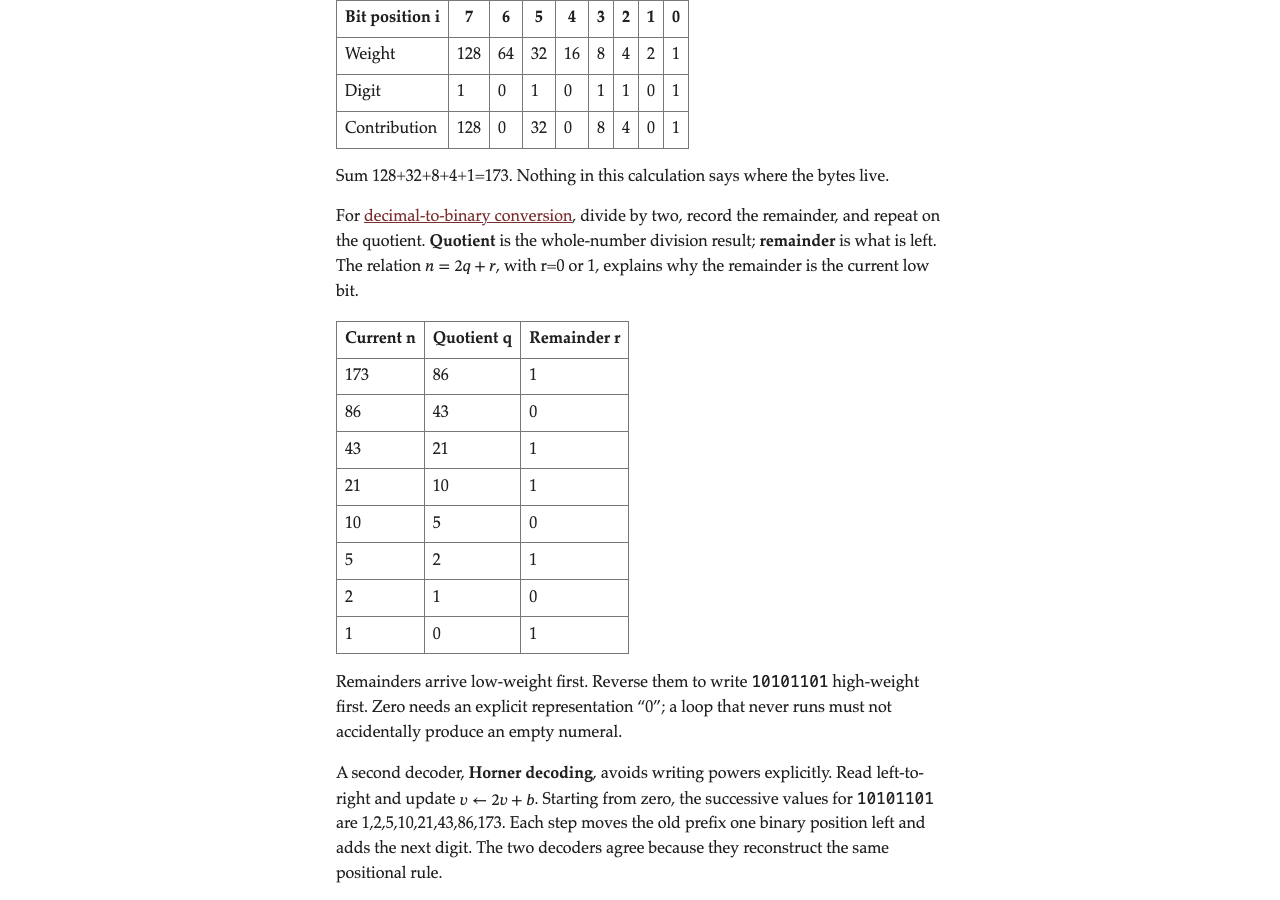 Bit position i 7 6 5 4 3 2 1 0
Weight 128 64 32 16 8 4 2 1
Digit 1 0 1 0 1 1 0 1
Contribution 128 0 32 0 8 4 0 1
Sum 128+32+8+4+1=173. Nothing in this calculation says where the bytes live.
For decimal-to-binary conversion, divide by two, record the remainder, and repeat on
the quotient. Quotient is the whole-number division result; remainder is what is left.
The relation n = 2q + r, with r=0 or 1, explains why the remainder is the current low
bit.
Current n Quotient q Remainder r
173 86 1
86 43 0
43 21 1
21 10 1
10 5 0
5 2 1
2 1 0
1 0 1
Remainders arrive low-weight first. Reverse them to write 10101101 high-weight
first. Zero needs an explicit representation “0”; a loop that never runs must not
accidentally produce an empty numeral.
A second decoder, Horner decoding, avoids writing powers explicitly. Read left-to-
right and update v ← 2v + b. Starting from zero, the successive values for 10101101
are 1,2,5,10,21,43,86,173. Each step moves the old prefix one binary position left and
adds the next digit. The two decoders agree because they reconstruct the same
positional rule.